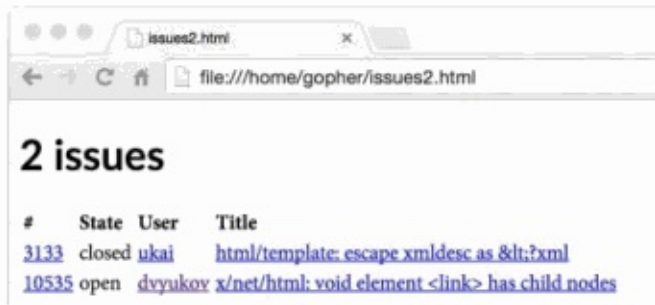 issues2.html
file:///home/gopher/issues2.html
2 issues
# State User Title
3133 closed ukai html/template: escape xmldesc as &lt;?xml
10535 open dvyukov x/net/html: void element <link> has child nodes